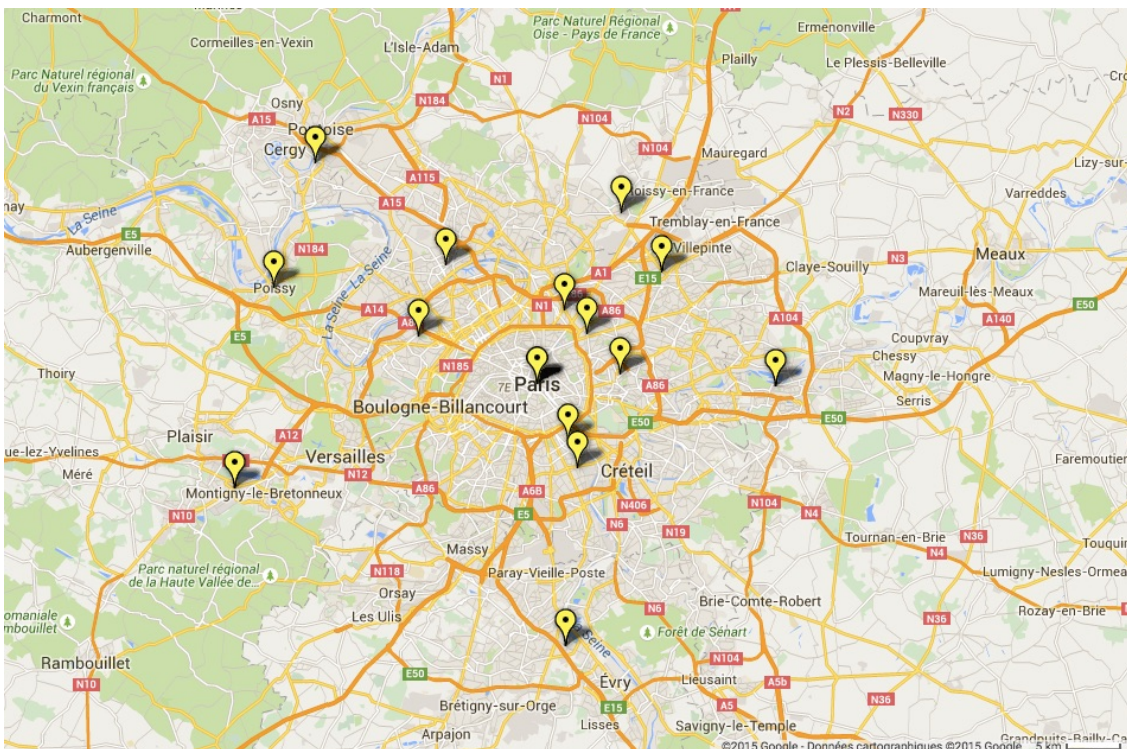 Charmont
Cormeilles-en-Vexin
L'Isle-Adam
Parc Naturel Régional
Oise - Pays de France
Ermenonville
Plailly
Le Plessis-Belleville
Parc Naturel régional
du Vexin français
N1
N2
N330
Osny
N184
A15
N104
Cergy
N104
Mauregard
Lizy-sur-
A115
Varreddes
A15
Tremblay-en-France
La Seine
E5
N184
Villepinte
Meaux
Aubergenville
A1
E15
Claye-Souilly
N3
Poissy
La Seine
La Seine
Mareuil-lès-Meaux
E50
A14
N1
A86
A104
A140
E5
Coupvray
Chessy
Thoiry
N185
7E
Paris
A86
Magny-le-Hongre
Serris
Boulogne-Billancourt
E50
E50
Plaisir
A12
ue-lez-Yvelines
Versailles
Créteil
Faremoutier
Méré
N12
Montigny-le-Bretonneux
A86
A6B
N406
N104
N10
E5
N6
N19
N4
N36
Tournan-en-Brie
Massy
N4
Touquin
Parc naturel régional
de la Haute Vallée de...
N118
Paray-Vieille-Poste
Lumigny-Nesles-Ormea
Orsay
Brie-Comte-Robert
Rozay-en-Brie
Les Ulis
N6
N36
Forêt de Sénart
Rambouillet
N104
N10
E50
Évry
Lieusaint
A5b
N36
Brétigny-sur-Orge
E15
A5
Lisses
Savigny-le-Temple
Arpajon
©2015 Google - Données cartographiques ©2015 Google
5 km